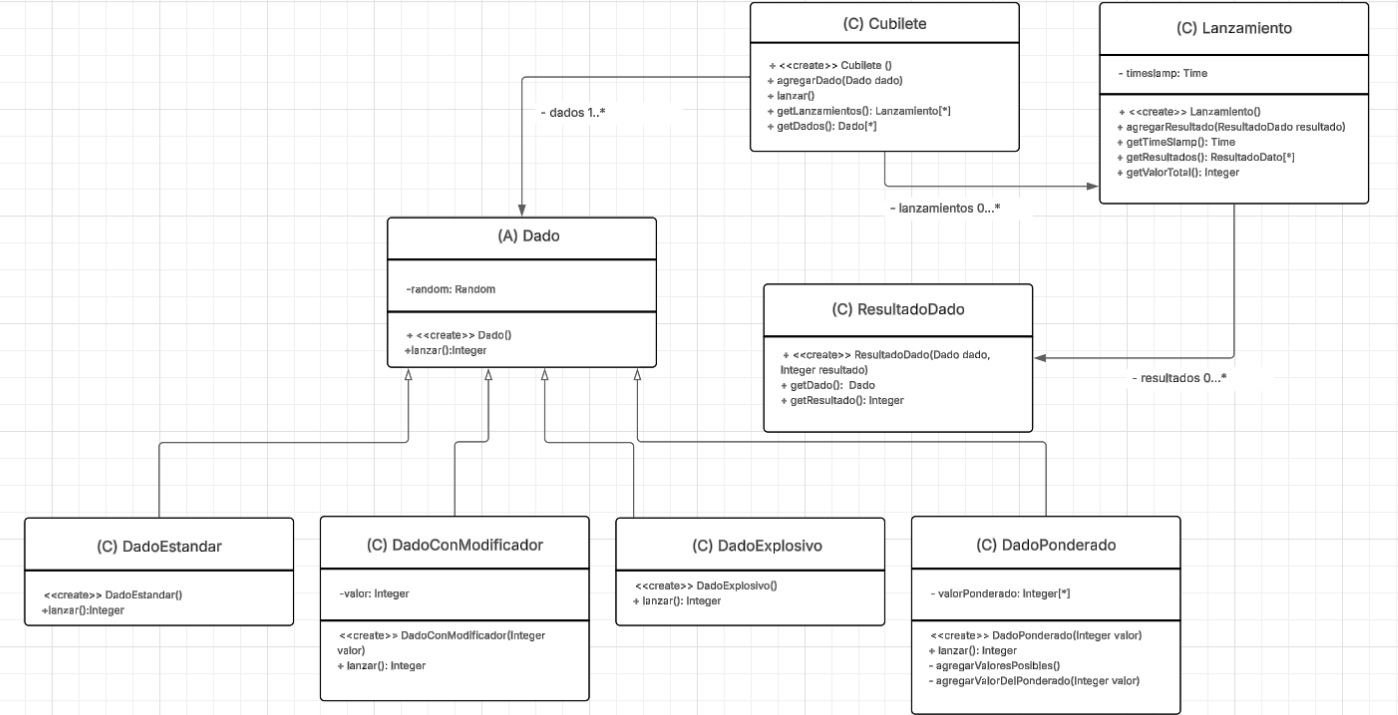 (C) Cubilete
+ <<create>> Cubilete ()
+ agregarDado(Dado dado)
+ lanzar()
+ getLanzamientos(): Lanzamiento[*]
+ getDados(): Dado[*]
(C) Lanzamiento
- timeslamp: Time
+ <<create>> Lanzamiento()
+ agregarResultado(ResultadoDado resultado)
+ getTimeSlamp(): Time
+ getResultados(): ResultadoDato[*]
+ getValorTotal(): Integer
- dados 1..*
- lanzamientos 0...*
(A) Dado
-random: Random
+ <<create>> Dado()
+lanzar():Integer
(C) ResultadoDado
+ <<create>> ResultadoDado(Dado dado,
Integer resultado)
+ getDado(): Dado
+ getResultado(): Integer
- resultados 0...*
(C) DadoEstandar
<<create>> DadoEstandar()
+lanzar():Integer
(C) DadoConModificador
-valor: Integer
<<create>> DadoConModificador(Integer
valor)
+ lanzar(): Integer
(C) DadoExplosivo
<<create>> DadoExplosivo()
+ lanzar(): Integer
(C) DadoPonderado
- valorPonderado: Integer[*]
<<create>> DadoPonderado(Integer valor)
+ lanzar(): Integer
- agregarValoresPosibles()
- agregarValorDelPonderado(Integer valor)